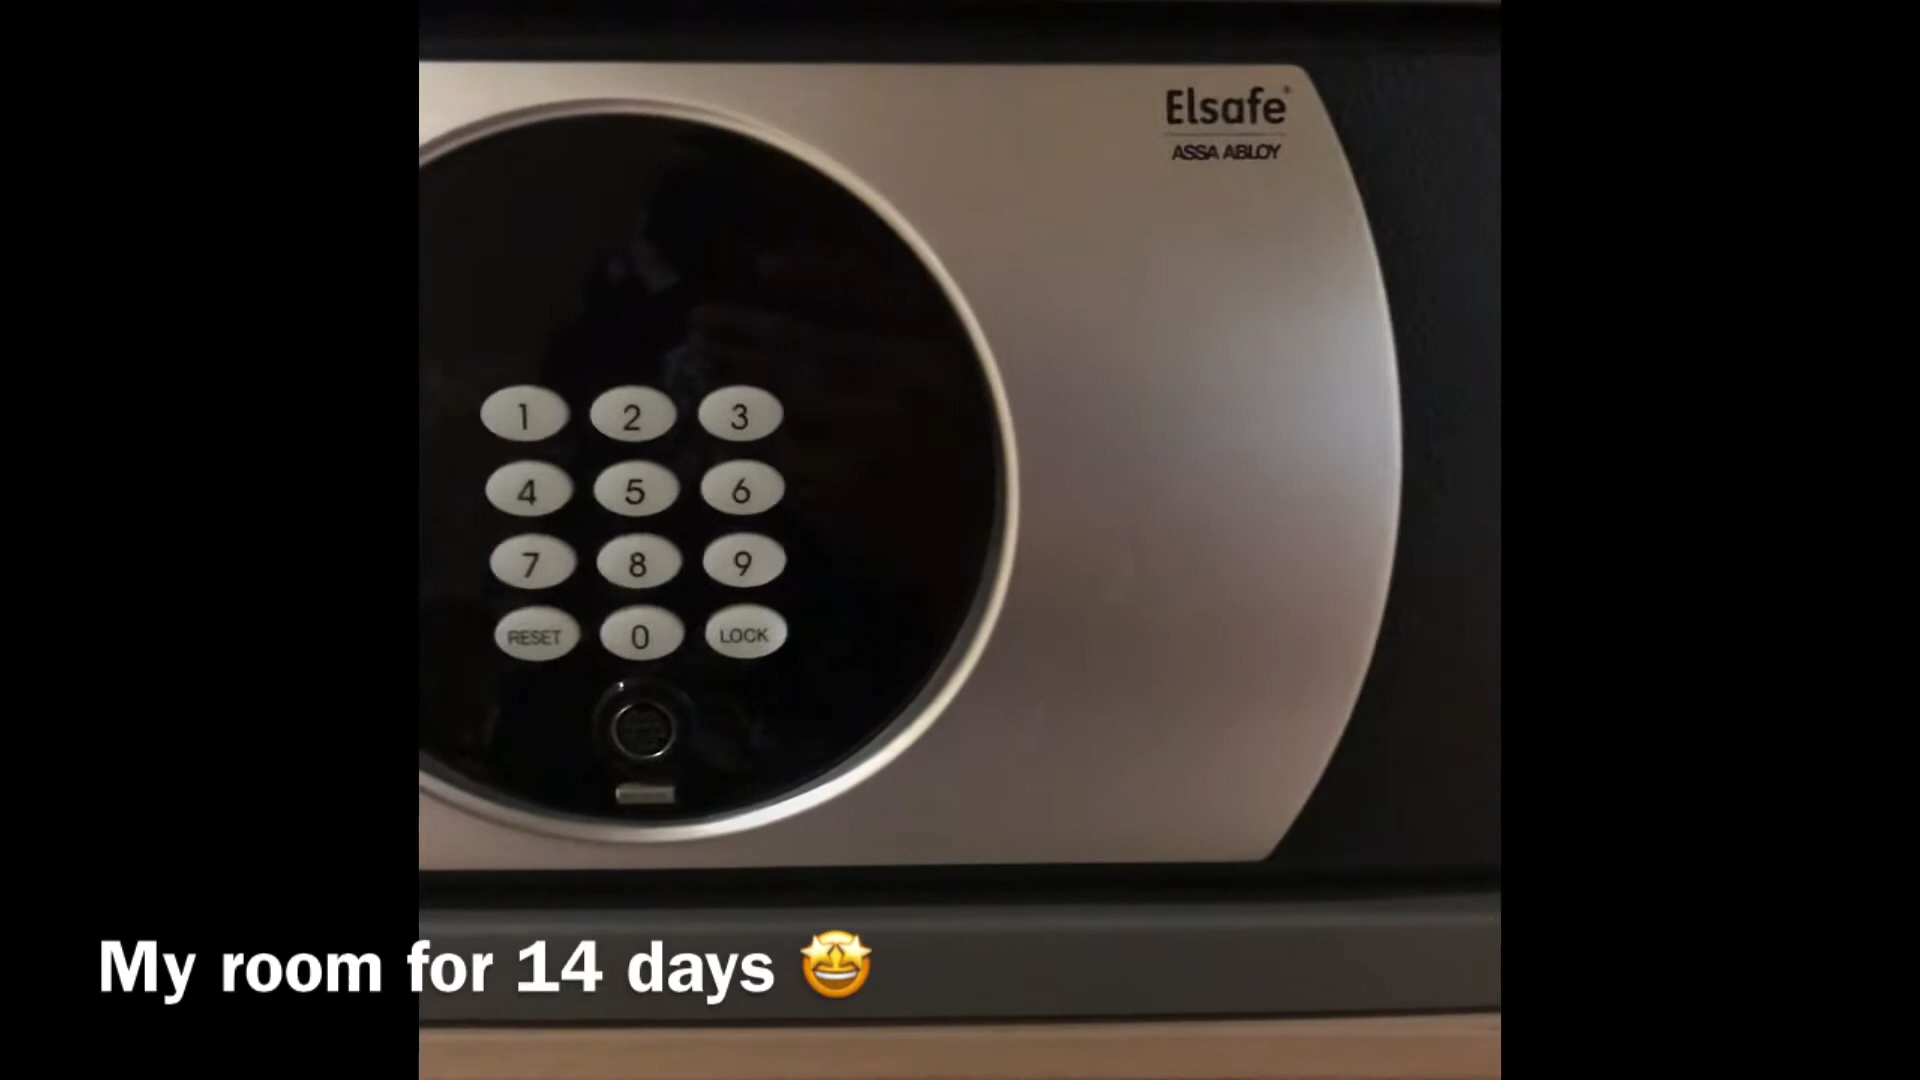 Elsafe®
ASSA ABLOY
1 2 3
4 5 6
7 8 9
RESET 0 LOCK
My room for 14 days 🤩